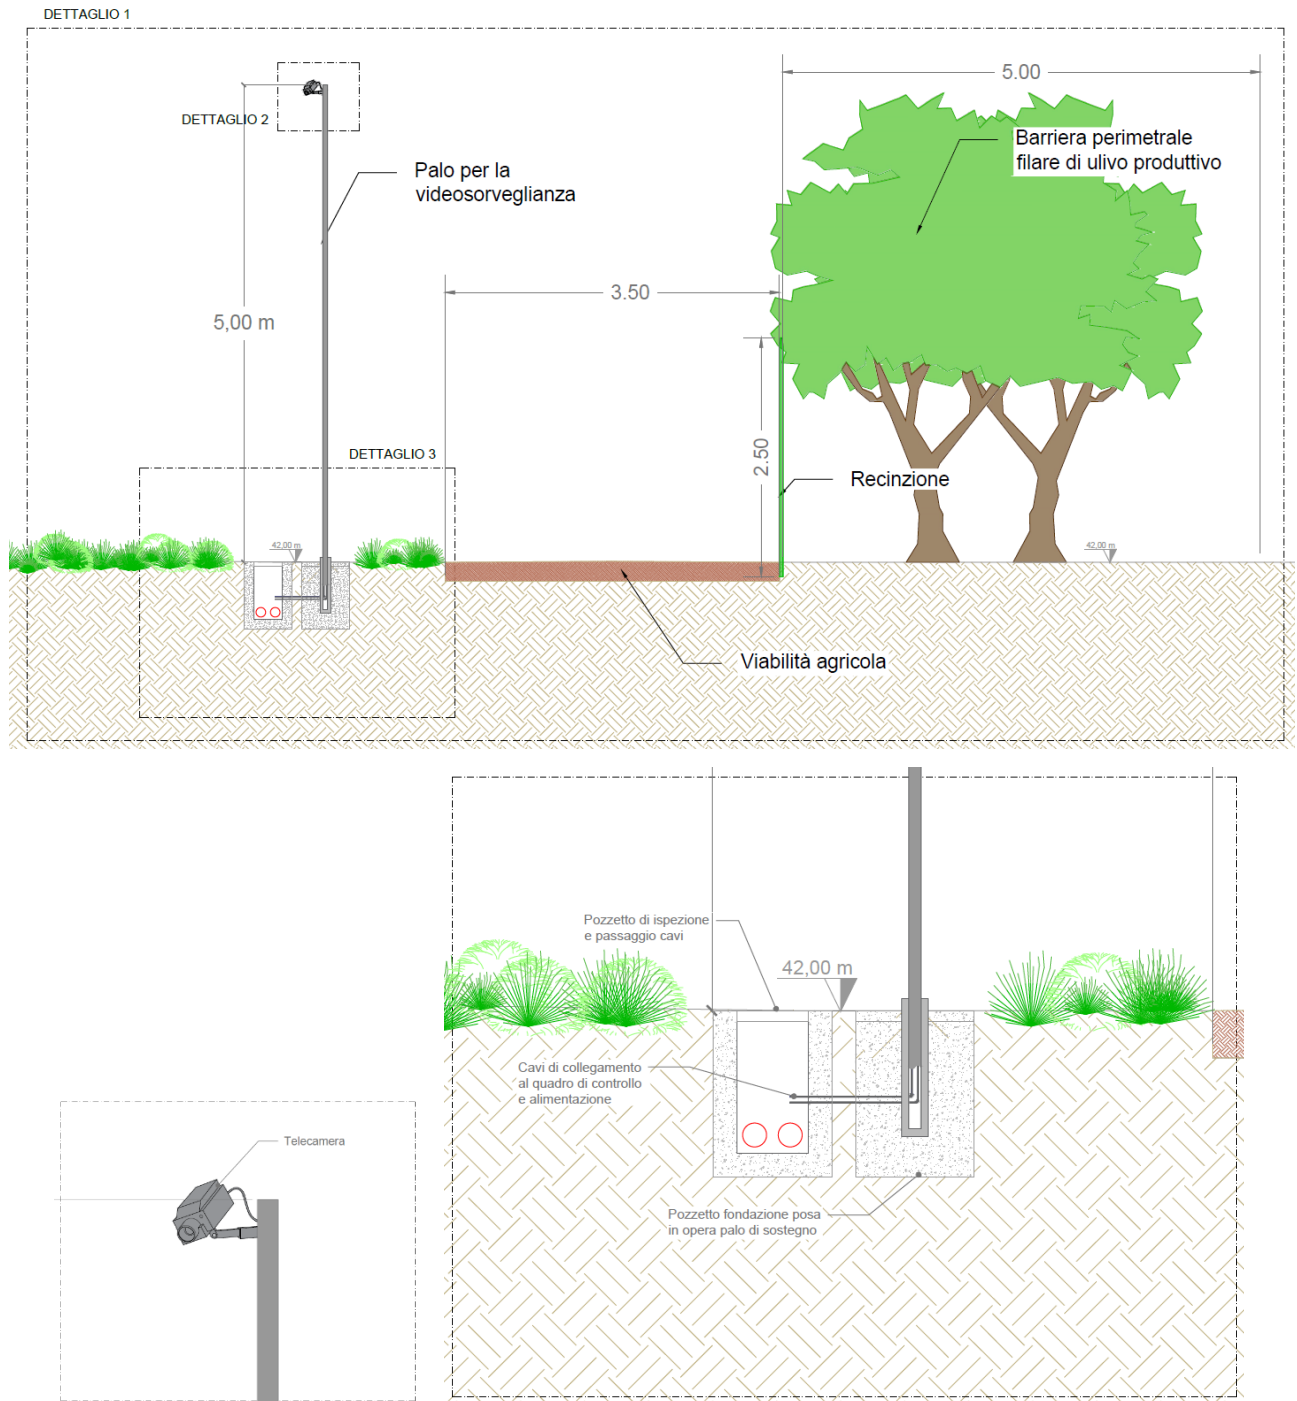 DETTAGLIO 1
5.00
DETTAGLIO 2
Barriera perimetrale
filare di ulivo produttivo
Palo per la
videosorveglianza
3.50
5,00 m
2.50
DETTAGLIO 3
Recinzione
42,00 m
42,00 m
Viabilità agricola
Pozzetto di ispezione
e passaggio cavi
42,00 m
Cavi di collegamento
al quadro di controllo
e alimentazione
Telecamera
Pozzetto fondazione posa
in opera palo di sostegno